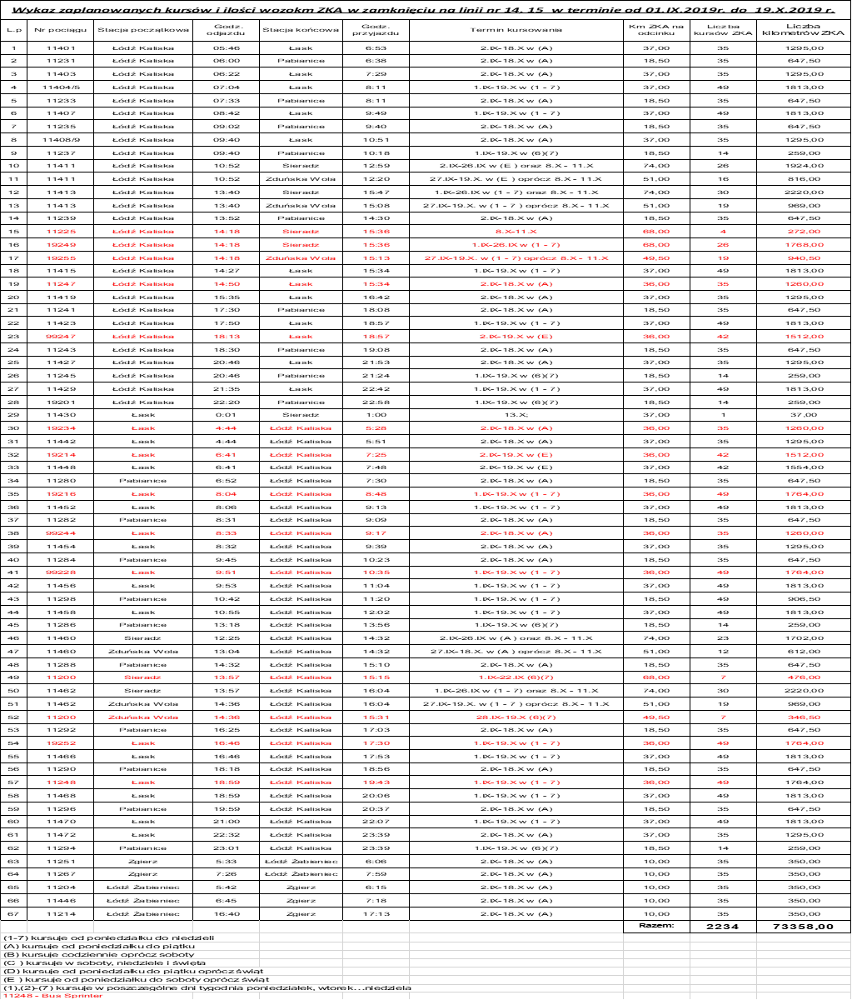 Wykaz zaplanowanych kursów i ilości wozokm ZKA w zamknięciu na linii nr 14, 15 w terminie od 01.IX.2019r. do 19.X.2019 r.
L.p Nr pociągu Stacja początkowa Godz. odjazdu Stacja końcowa Godz. przyjazdu Termin kursowania Km ZKA na odcinku Liczba kursów ZKA Liczba kilometrów ZKA
1 11401 Łódź Kaliska 05:46 Łask 6:53 2.IX-18.X w (A) 37,00 35 1295,00
2 11231 Łódź Kaliska 06:00 Pabianice 6:38 2.IX-18.X w (A) 18,50 35 647,50
3 11403 Łódź Kaliska 06:22 Łask 7:29 2.IX-18.X w (A) 37,00 35 1295,00
4 11404/5 Łódź Kaliska 07:04 Łask 8:11 1.IX-19.X w (1 - 7) 37,00 49 1813,00
5 11233 Łódź Kaliska 07:33 Pabianice 8:11 2.IX-18.X w (A) 18,50 35 647,50
6 11407 Łódź Kaliska 08:42 Łask 9:49 1.IX-19.X w (1 - 7) 37,00 49 1813,00
7 11235 Łódź Kaliska 09:02 Pabianice 9:40 2.IX-18.X w (A) 18,50 35 647,50
8 11408/9 Łódź Kaliska 09:40 Łask 10:51 2.IX-18.X w (A) 37,00 35 1295,00
9 11237 Łódź Kaliska 09:40 Pabianice 10:18 1.IX-19.X w (6)(7) 18,50 14 259,00
10 11411 Łódź Kaliska 10:52 Sieradz 12:59 2.IX-26.IX w (E ) oraz 8.X - 11.X 74,00 26 1924,00
11 11411 Łódź Kaliska 10:52 Zduńska Wola 12:20 27.IX-19.X. w (E ) oprócz 8.X - 11.X 51,00 16 816,00
12 11413 Łódź Kaliska 13:40 Sieradz 15:47 1.IX-26.IX w (1 - 7) oraz 8.X - 11.X 74,00 30 2220,00
13 11413 Łódź Kaliska 13:40 Zduńska Wola 15:08 27.IX-19.X. w (1 - 7 ) oprócz 8.X - 11.X 51,00 19 969,00
14 11239 Łódź Kaliska 13:52 Pabianice 14:30 2.IX-18.X w (A) 18,50 35 647,50
15 11225 Łódź Kaliska 14:18 Sieradz 15:36 8.X-11.X 68,00 4 272,00
16 19249 Łódź Kaliska 14:18 Sieradz 15:36 1.IX-26.IX w (1 - 7) 68,00 26 1768,00
17 19255 Łódź Kaliska 14:18 Zduńska Wola 15:13 27.IX-19.X. w (1 - 7) oprócz 8.X - 11.X 49,50 19 940,50
18 11415 Łódź Kaliska 14:27 Łask 15:34 1.IX-19.X w (1 - 7) 37,00 49 1813,00
19 11247 Łódź Kaliska 14:50 Łask 15:34 2.IX-18.X w (A) 36,00 35 1260,00
20 11419 Łódź Kaliska 15:35 Łask 16:42 2.IX-18.X w (A) 37,00 35 1295,00
21 11241 Łódź Kaliska 17:30 Pabianice 18:08 2.IX-18.X w (A) 18,50 35 647,50
22 11423 Łódź Kaliska 17:50 Łask 18:57 1.IX-19.X w (1 - 7) 37,00 49 1813,00
23 99247 Łódź Kaliska 18:13 Łask 18:57 2.IX-19.X w (E) 36,00 42 1512,00
24 11243 Łódź Kaliska 18:30 Pabianice 19:08 2.IX-18.X w (A) 18,50 35 647,50
25 11427 Łódź Kaliska 20:46 Łask 21:53 2.IX-18.X w (A) 37,00 35 1295,00
26 11245 Łódź Kaliska 20:46 Pabianice 21:24 1.IX-19.X w (6)(7) 18,50 14 259,00
27 11429 Łódź Kaliska 21:35 Łask 22:42 1.IX-19.X w (1 - 7) 37,00 49 1813,00
28 19201 Łódź Kaliska 22:20 Pabianice 22:58 1.IX-19.X w (6)(7) 18,50 14 259,00
29 11430 Łask 0:01 Sieradz 1:00 13.X; 37,00 1 37,00
30 19234 Łask 4:44 Łódź Kaliska 5:28 2.IX-18.X w (A) 36,00 35 1260,00
31 11442 Łask 4:44 Łódź Kaliska 5:51 2.IX-18.X w (A) 37,00 35 1295,00
32 19214 Łask 6:41 Łódź Kaliska 7:25 2.IX-19.X w (E) 36,00 42 1512,00
33 11448 Łask 6:41 Łódź Kaliska 7:48 2.IX-19.X w (E) 37,00 42 1554,00
34 11280 Pabianice 6:52 Łódź Kaliska 7:30 2.IX-18.X w (A) 18,50 35 647,50
35 19216 Łask 8:04 Łódź Kaliska 8:48 1.IX-19.X w (1 - 7) 36,00 49 1764,00
36 11452 Łask 8:06 Łódź Kaliska 9:13 1.IX-19.X w (1 - 7) 37,00 49 1813,00
37 11282 Pabianice 8:31 Łódź Kaliska 9:09 2.IX-18.X w (A) 18,50 35 647,50
38 99244 Łask 8:33 Łódź Kaliska 9:17 2.IX-18.X w (A) 36,00 35 1260,00
39 11454 Łask 8:32 Łódź Kaliska 9:39 2.IX-18.X w (A) 37,00 35 1295,00
40 11284 Pabianice 9:45 Łódź Kaliska 10:23 2.IX-18.X w (A) 18,50 35 647,50
41 99228 Łask 9:51 Łódź Kaliska 10:35 1.IX-19.X w (1 - 7) 36,00 49 1764,00
42 11456 Łask 9:53 Łódź Kaliska 11:04 1.IX-19.X w (1 - 7) 37,00 49 1813,00
43 11298 Pabianice 10:42 Łódź Kaliska 11:20 1.IX-19.X w (1 - 7) 18,50 49 906,50
44 11458 Łask 10:55 Łódź Kaliska 12:02 1.IX-19.X w (1 - 7) 37,00 49 1813,00
45 11286 Pabianice 13:18 Łódź Kaliska 13:56 1.IX-19.X w (6)(7) 18,50 14 259,00
46 11460 Sieradz 12:25 Łódź Kaliska 14:32 2.IX-26.IX w (A ) oraz 8.X - 11.X 74,00 23 1702,00
47 11460 Zduńska Wola 13:04 Łódź Kaliska 14:32 27.IX-18.X. w (A ) oprócz 8.X - 11.X 51,00 12 612,00
48 11288 Pabianice 14:32 Łódź Kaliska 15:10 2.IX-18.X w (A) 18,50 35 647,50
49 11200 Sieradz 13:57 Łódź Kaliska 15:15 1.IX-22.IX (6)(7) 68,00 7 476,00
50 11462 Sieradz 13:57 Łódź Kaliska 16:04 1.IX-26.IX w (1 - 7) oraz 8.X - 11.X 74,00 30 2220,00
51 11462 Zduńska Wola 14:36 Łódź Kaliska 16:04 27.IX-19.X. w (1 - 7 ) oprócz 8.X - 11.X 51,00 19 969,00
52 11200 Zduńska Wola 14:36 Łódź Kaliska 15:31 28.IX-19.X (6)(7) 49,50 7 346,50
53 11292 Pabianice 16:25 Łódź Kaliska 17:03 2.IX-18.X w (A) 18,50 35 647,50
54 19252 Łask 16:46 Łódź Kaliska 17:30 1.IX-19.X w (1 - 7) 36,00 49 1764,00
55 11466 Łask 16:46 Łódź Kaliska 17:53 1.IX-19.X w (1 - 7) 37,00 49 1813,00
56 11290 Pabianice 18:18 Łódź Kaliska 18:56 2.IX-18.X w (A) 18,50 35 647,50
57 11248 Łask 18:59 Łódź Kaliska 19:43 1.IX-19.X w (1 - 7) 36,00 49 1764,00
58 11468 Łask 18:59 Łódź Kaliska 20:06 1.IX-19.X w (1 - 7) 37,00 49 1813,00
59 11296 Pabianice 19:59 Łódź Kaliska 20:37 2.IX-18.X w (A) 18,50 35 647,50
60 11470 Łask 21:00 Łódź Kaliska 22:07 1.IX-19.X w (1 - 7) 37,00 49 1813,00
61 11472 Łask 22:32 Łódź Kaliska 23:39 2.IX-18.X w (A) 37,00 35 1295,00
62 11294 Pabianice 23:01 Łódź Kaliska 23:39 1.IX-19.X w (6)(7) 18,50 14 259,00
63 11251 Zgierz 5:33 Łódź Żabieniec 6:06 2.IX-18.X w (A) 10,00 35 350,00
64 11267 Zgierz 7:26 Łódź Żabieniec 7:59 2.IX-18.X w (A) 10,00 35 350,00
65 11204 Łódź Żabieniec 5:42 Zgierz 6:15 2.IX-18.X w (A) 10,00 35 350,00
66 11446 Łódź Żabieniec 6:45 Zgierz 7:18 2.IX-18.X w (A) 10,00 35 350,00
67 11214 Łódź Żabieniec 16:40 Zgierz 17:13 2.IX-18.X w (A) 10,00 35 350,00
Razem: 2234 73358,00
(1-7) kursuje od poniedziałku do niedzieli
(A) kursuje od poniedziałku do piątku
(B) kursuje codziennie oprócz soboty
(C ) kursuje w soboty, niedziele i święta
(D) kursuje od poniedziałku do piątku oprócz świąt
(E ) kursuje od poniedziałku do soboty oprócz świąt
(1),(2)-(7) kursuje w poszczególne dni tygodnia poniedziałek, wtorek...niedziela
11248 - Bus Sprinter